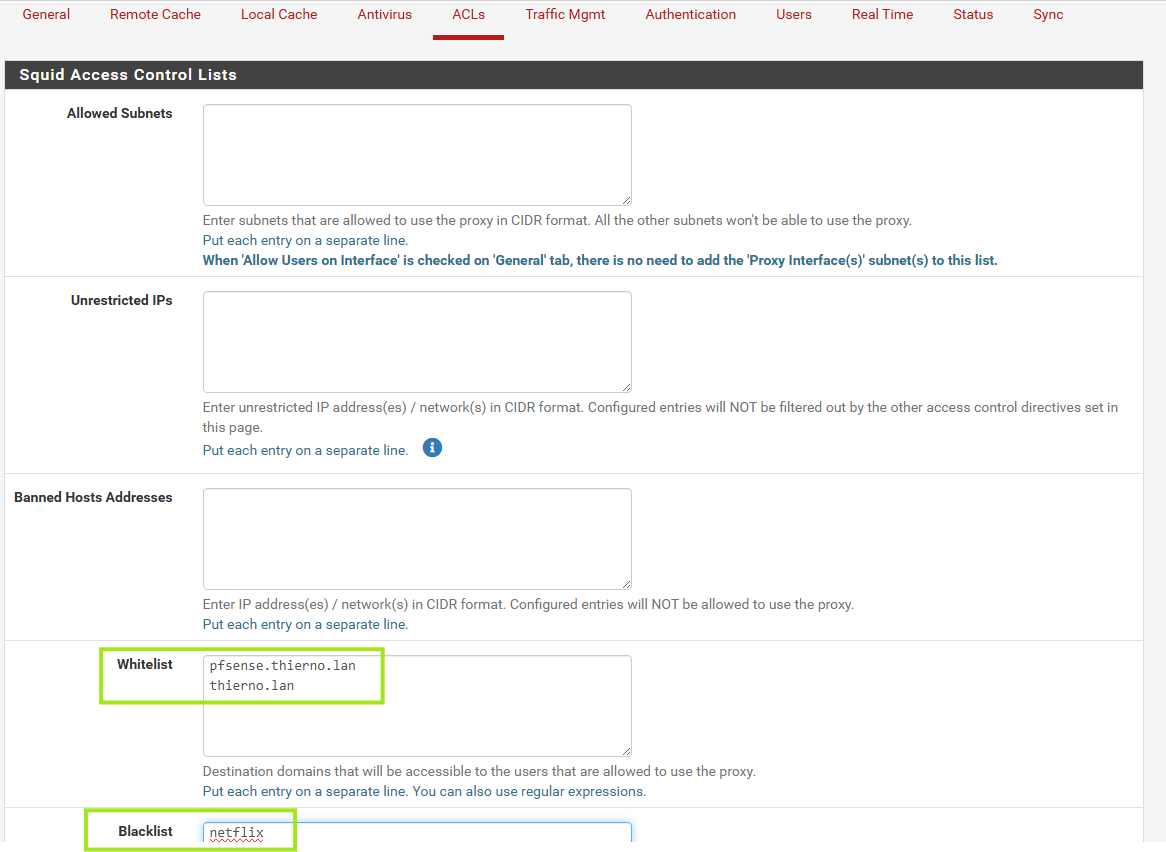 General Remote Cache Local Cache Antivirus ACLs Traffic Mgmt Authentication Users Real Time Status Sync
Squid Access Control Lists
Allowed Subnets
Enter subnets that are allowed to use the proxy in CIDR format. All the other subnets won't be able to use the proxy.
Put each entry on a separate line.
When 'Allow Users on Interface' is checked on 'General' tab, there is no need to add the 'Proxy Interface(s)' subnet(s) to this list.
Unrestricted IPs
Enter unrestricted IP address(es) / network(s) in CIDR format. Configured entries will NOT be filtered out by the other access control directives set in
this page.
Put each entry on a separate line.
Banned Hosts Addresses
Enter IP address(es) / network(s) in CIDR format. Configured entries will NOT be allowed to use the proxy.
Put each entry on a separate line.
Whitelist pfsense.thierno.lan
thierno.lan
Destination domains that will be accessible to the users that are allowed to use the proxy.
Put each entry on a separate line. You can also use regular expressions.
Blacklist netflix